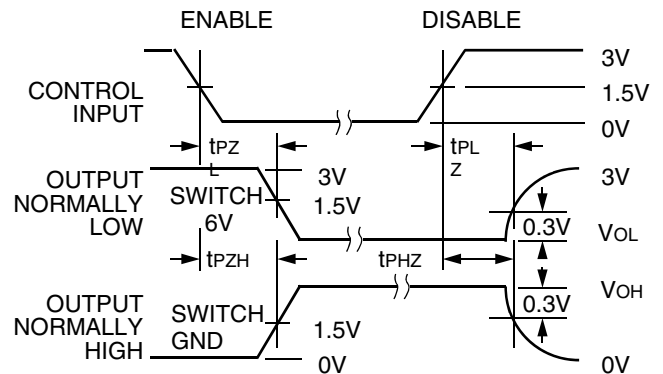 ENABLE
DISABLE
CONTROL
INPUT
3V
1.5V
0V
tPZ
L
tPL
Z
OUTPUT
NORMALLY
LOW
SWITCH
6V
3V
1.5V
3V
0.3V
VOL
tPZH
tPHZ
OUTPUT
NORMALLY
HIGH
SWITCH
GND
1.5V
0V
0.3V
VOH
0V